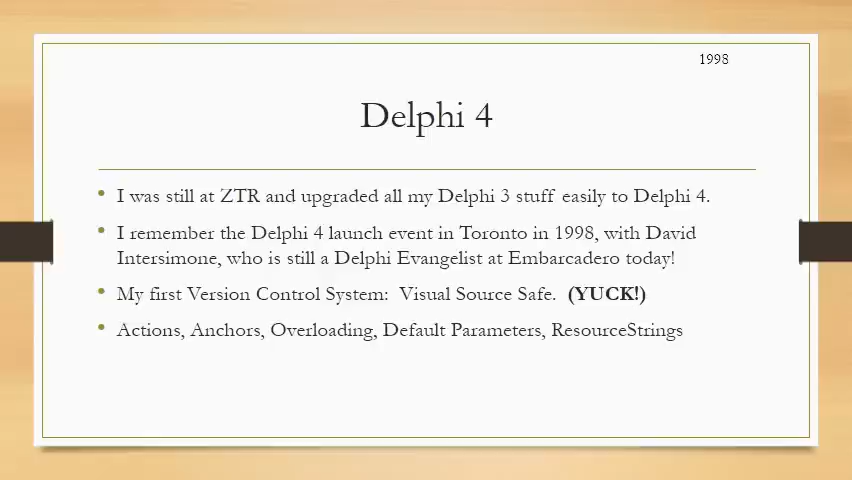 1998
Delphi 4
• I was still at ZTR and upgraded all my Delphi 3 stuff easily to Delphi 4.
• I remember the Delphi 4 launch event in Toronto in 1998, with David
Intersimone, who is still a Delphi Evangelist at Embarcadero today!
• My first Version Control System:  Visual Source Safe.  (YUCK!)
• Actions, Anchors, Overloading, Default Parameters, ResourceStrings